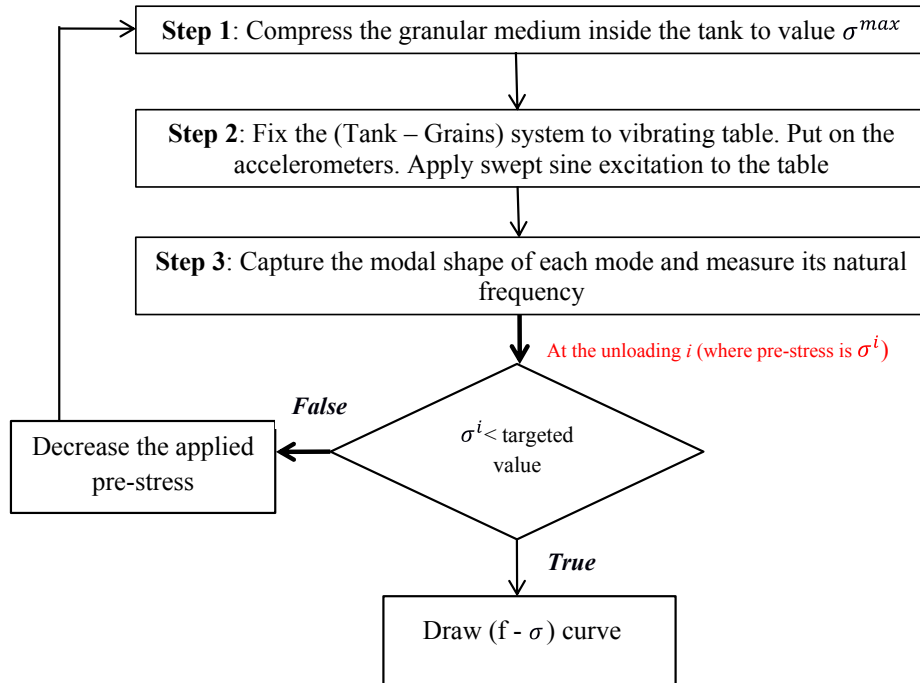 Step 1: Compress the granular medium inside the tank to value σ^max
Step 2: Fix the (Tank – Grains) system to vibrating table. Put on the
accelerometers. Apply swept sine excitation to the table
Step 3: Capture the modal shape of each mode and measure its natural
frequency
At the unloading i (where pre-stress is σ^i)
False
σ^i< targeted
value
Decrease the applied
pre-stress
True
Draw (f - σ) curve